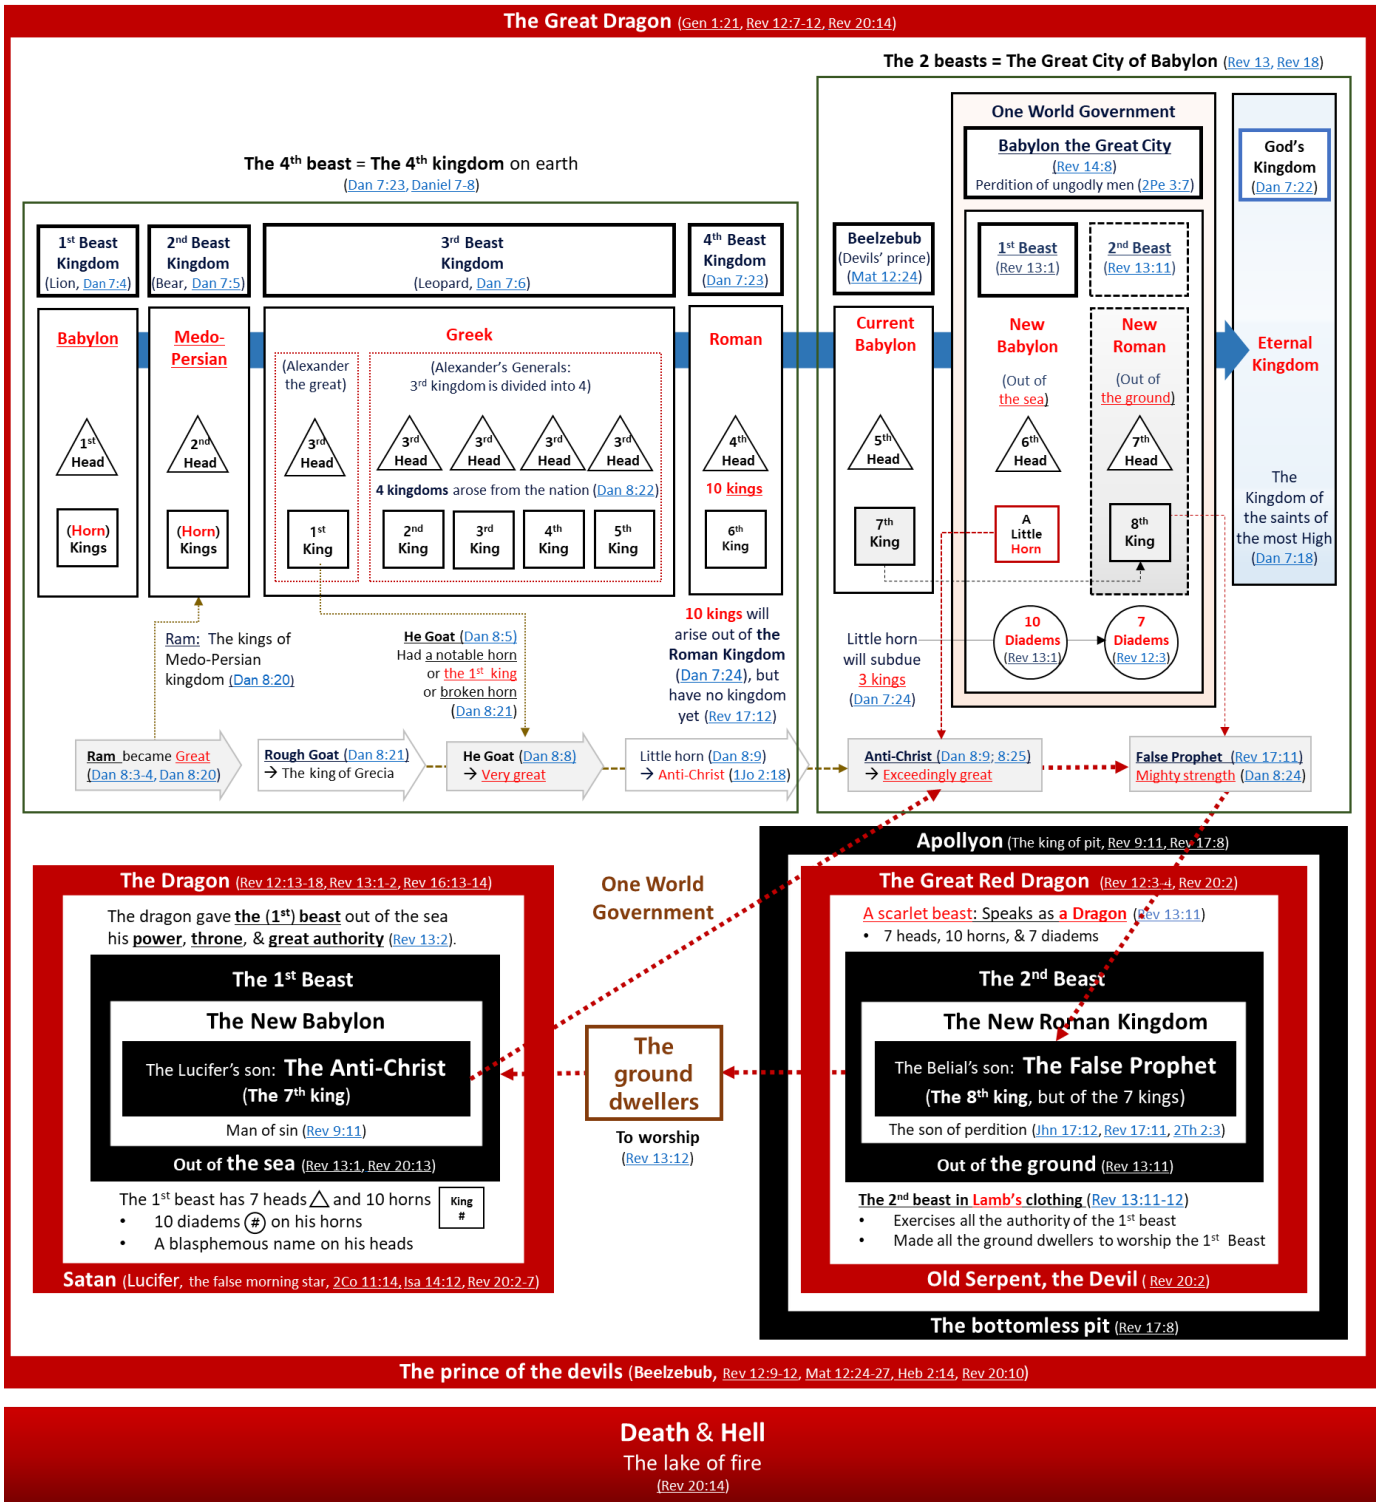 The Great Dragon (Gen 1:21, Rev 12:7-12, Rev 20:14)
The 2 beasts = The Great City of Babylon (Rev 13, Rev 18)
The 4th beast = The 4th kingdom on earth
(Dan 7:23, Daniel 7-8)
1st Beast
Kingdom
(Lion, Dan 7:4)
2nd Beast
Kingdom
(Bear, Dan 7:5)
3rd Beast
Kingdom
(Leopard, Dan 7:6)
4th Beast
Kingdom
(Dan 7:23)
Babylon
1st
Head
(Horn)
Kings
Medo-
Persian
2nd
Head
(Horn)
Kings
Greek
(Alexander
the great)
3rd
Head
1st
King
(Alexander's Generals:
3rd kingdom is divided into 4)
3rd
Head
3rd
Head
3rd
Head
3rd
Head
4 kingdoms arose from the nation (Dan 8:22)
2nd
King
3rd
King
4th
King
5th
King
Roman
4th
Head
10 kings
6th
King
Beelzebub
(Devils' prince)
(Mat 12:24)
Current
Babylon
5th
Head
7th
King
One World Government
Babylon the Great City
(Rev 14:8)
Perdition of ungodly men (2Pe 3:7)
1st Beast
(Rev 13:1)
New
Babylon
(Out of
the sea)
6th
Head
A
Little
Horn
10
Diadems
(Rev 13:1)
2nd Beast
(Rev 13:11)
New
Roman
(Out of
the ground)
7th
Head
8th
King
7
Diadems
(Rev 12:3)
God's
Kingdom
(Dan 7:22)
Eternal
Kingdom
The
Kingdom of
the saints of
the most High
(Dan 7:18)
Ram: The kings of
Medo-Persian
kingdom (Dan 8:20)
He Goat (Dan 8:5)
Had a notable horn
or the 1st king
or broken horn
(Dan 8:21)
10 kings will
arise out of the
Roman Kingdom
(Dan 7:24), but
have no kingdom
yet (Rev 17:12)
Little horn
will subdue
3 kings
(Dan 7:24)
Ram became Great
(Dan 8:3-4, Dan 8:20)
Rough Goat (Dan 8:21)
→ The king of Grecia
He Goat (Dan 8:8)
→ Very great
Little horn (Dan 8:9)
→ Anti-Christ (1Jo 2:18)
Anti-Christ (Dan 8:9; 8:25)
→ Exceedingly great
False Prophet (Rev 17:11)
Mighty strength (Dan 8:24)
The Dragon (Rev 12:13-18, Rev 13:1-2, Rev 16:13-14)
The dragon gave the (1st) beast out of the sea
his power, throne, & great authority (Rev 13:2).
The 1st Beast
The New Babylon
The Lucifer's son: The Anti-Christ
(The 7th king)
Man of sin (Rev 9:11)
Out of the sea (Rev 13:1, Rev 20:13)
The 1st beast has 7 heads and 10 horns
King
#
• 10 diadems # on his horns
• A blasphemous name on his heads
Satan (Lucifer, the false morning star, 2Co 11:14, Isa 14:12, Rev 20:2-7)
One World
Government
The
ground
dwellers
To worship
(Rev 13:12)
Apollyon (The king of pit, Rev 9:11, Rev 17:8)
The Great Red Dragon (Rev 12:3-4, Rev 20:2)
A scarlet beast: Speaks as a Dragon (Rev 13:11)
• 7 heads, 10 horns, & 7 diadems
The 2nd Beast
The New Roman Kingdom
The Belial's son: The False Prophet
(The 8th king, but of the 7 kings)
The son of perdition (Jhn 17:12, Rev 17:11, 2Th 2:3)
Out of the ground (Rev 13:11)
The 2nd beast in Lamb's clothing (Rev 13:11-12)
• Exercises all the authority of the 1st beast
• Made all the ground dwellers to worship the 1st Beast
Old Serpent, the Devil ( Rev 20:2)
The bottomless pit (Rev 17:8)
The prince of the devils (Beelzebub, Rev 12:9-12, Mat 12:24-27, Heb 2:14, Rev 20:10)
Death & Hell
The lake of fire
(Rev 20:14)